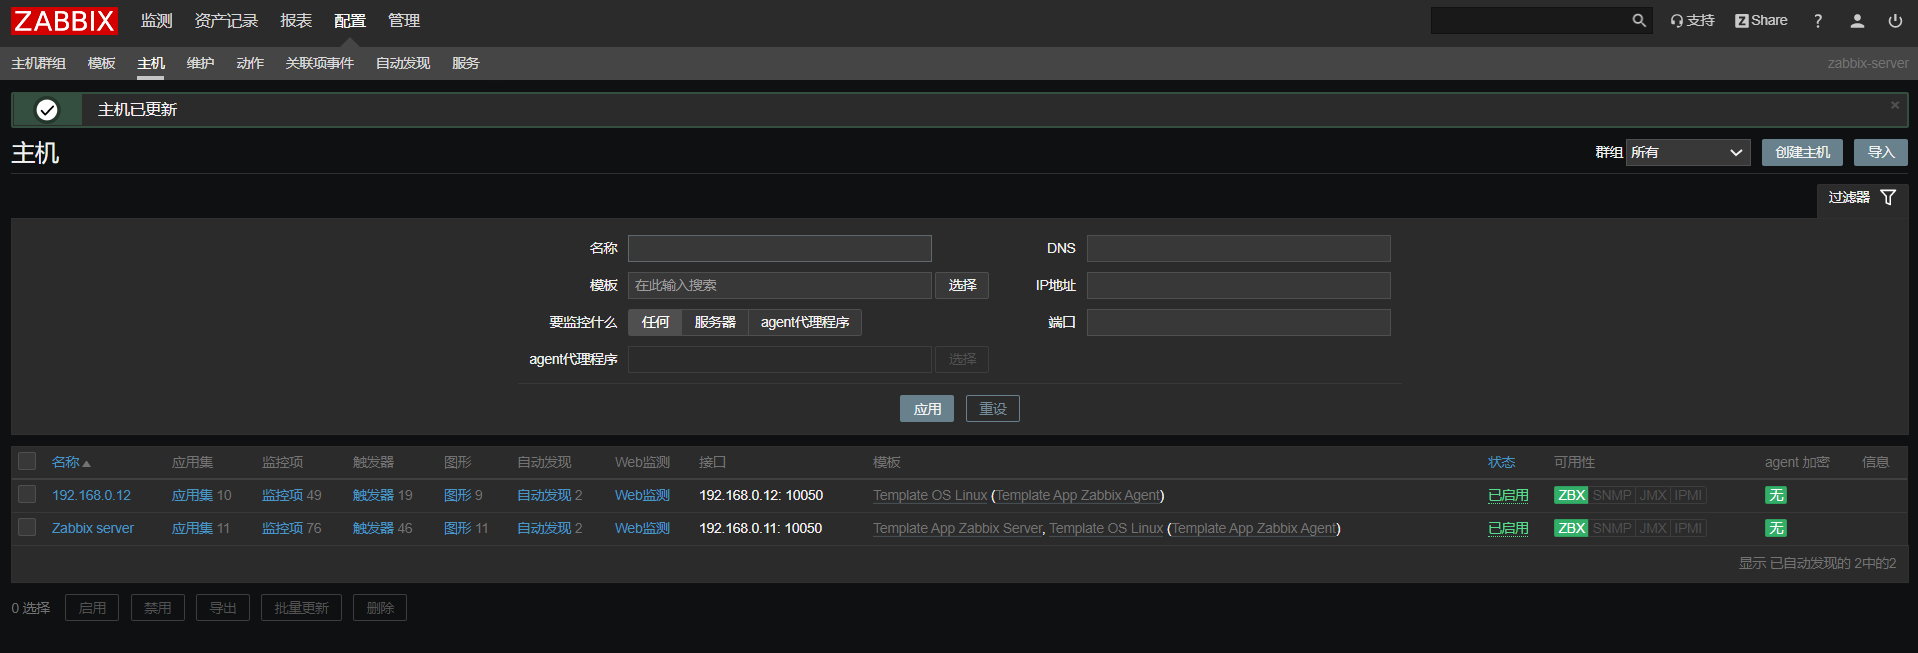 ZABBIX 监测 资产记录 报表 配置 管理 支持 Z Share ?
主机群组 模板 主机 维护 动作 关联项事件 自动发现 服务 zabbix-server
主机已更新 ×
主机 群组 所有 创建主机 导入
过滤器
名称 DNS
模板 在此输入搜索 选择 IP地址
要监控什么 任何 服务器 agent代理程序 端口
agent代理程序 选择
应用 重设
名称 应用集 监控项 触发器 图形 自动发现 Web监测 接口 模板 状态 可用性 agent 加密 信息
192.168.0.12 应用集 10 监控项 49 触发器 19 图形 9 自动发现 2 Web监测 192.168.0.12: 10050 Template OS Linux (Template App Zabbix Agent) 已启用 ZBX SNMP JMX IPMI 无
Zabbix server 应用集 11 监控项 76 触发器 46 图形 11 自动发现 2 Web监测 192.168.0.11: 10050 Template App Zabbix Server, Template OS Linux (Template App Zabbix Agent) 已启用 ZBX SNMP JMX IPMI 无
显示 已自动发现的 2中的2
0 选择 启用 禁用 导出 批量更新 删除